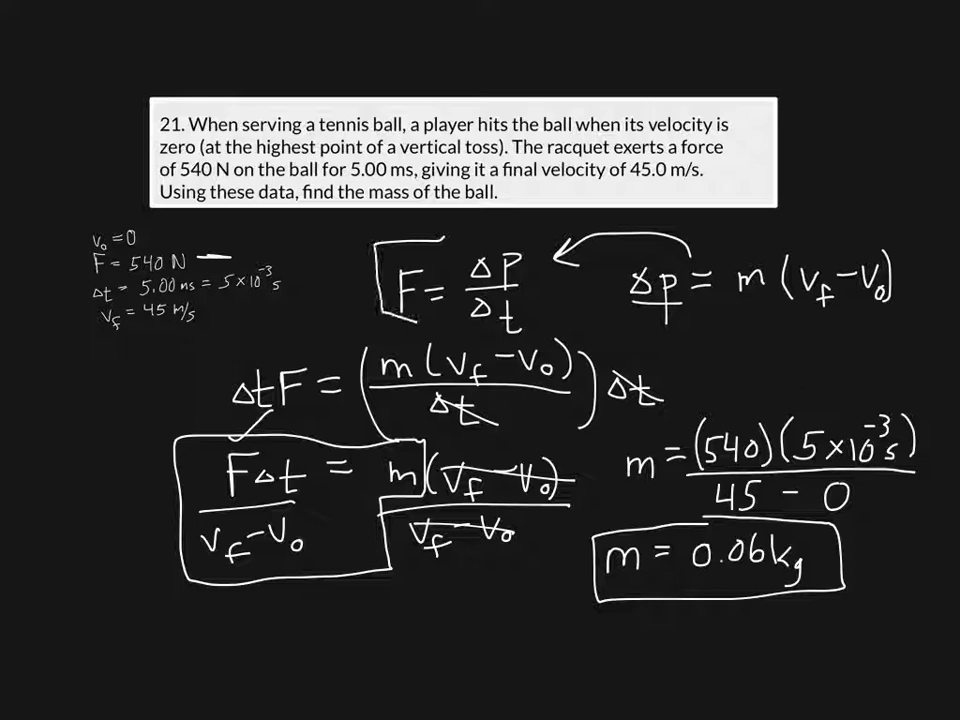 21. When serving a tennis ball, a player hits the ball when its velocity is
zero (at the highest point of a vertical toss). The racquet exerts a force
of 540 N on the ball for 5.00 ms, giving it a final velocity of 45.0 m/s.
Using these data, find the mass of the ball.
v₀ = 0
F = 540 N
Δt = 5.00 ms = 5×10⁻³ s
v_f = 45 m/s
F = ΔP/Δt
Δp = m(v_f − v₀)
ΔtF = (m(v_f − v₀)/Δt) Δt
FΔt/(v_f − v₀) = m(v_f − v₀)/(v_f − v₀)
m = (540)(5×10⁻³s)/(45 − 0)
m = 0.06kg